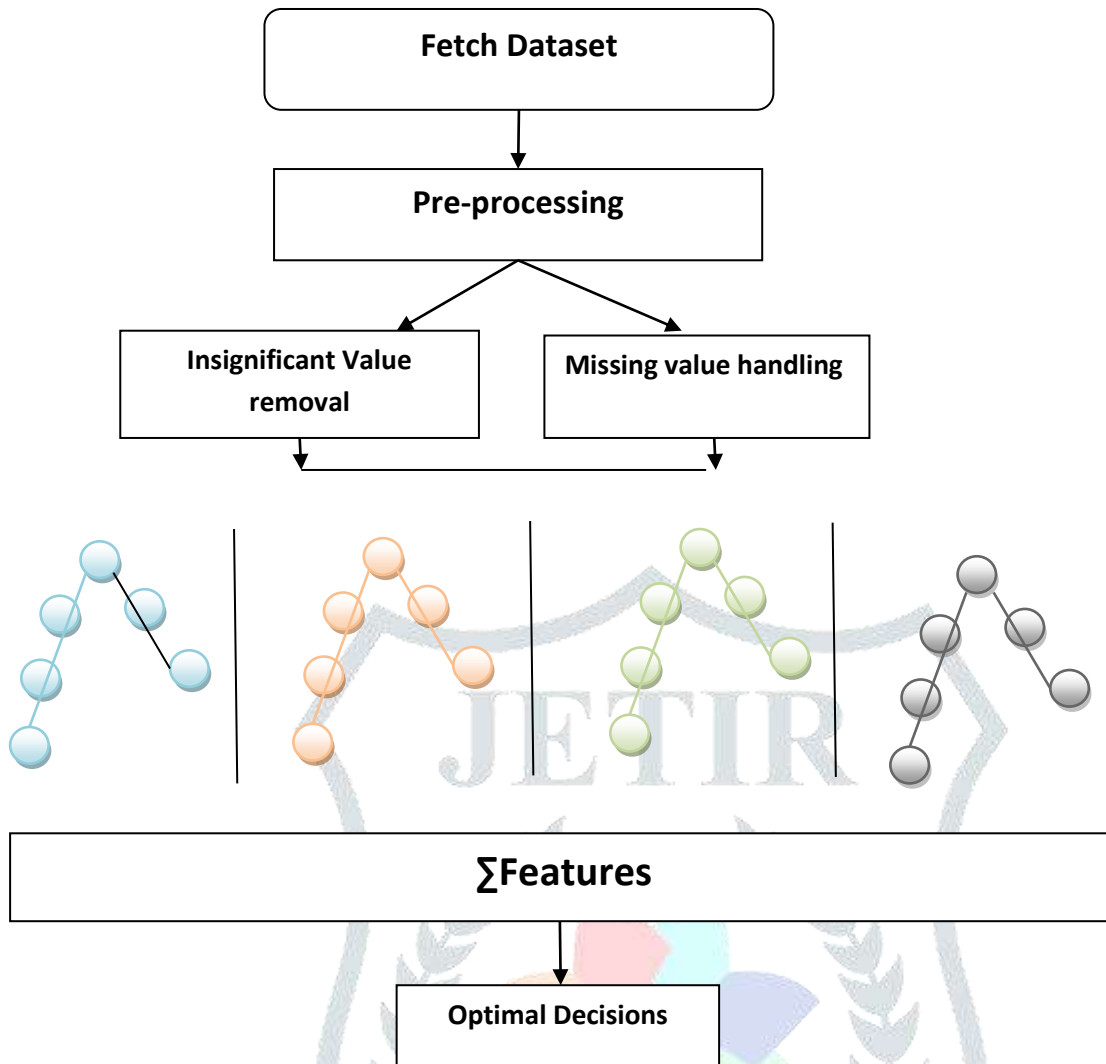 Fetch Dataset
Pre-processing
Insignificant Value
removal
Missing value handling
JETIR
∑Features
Optimal Decisions